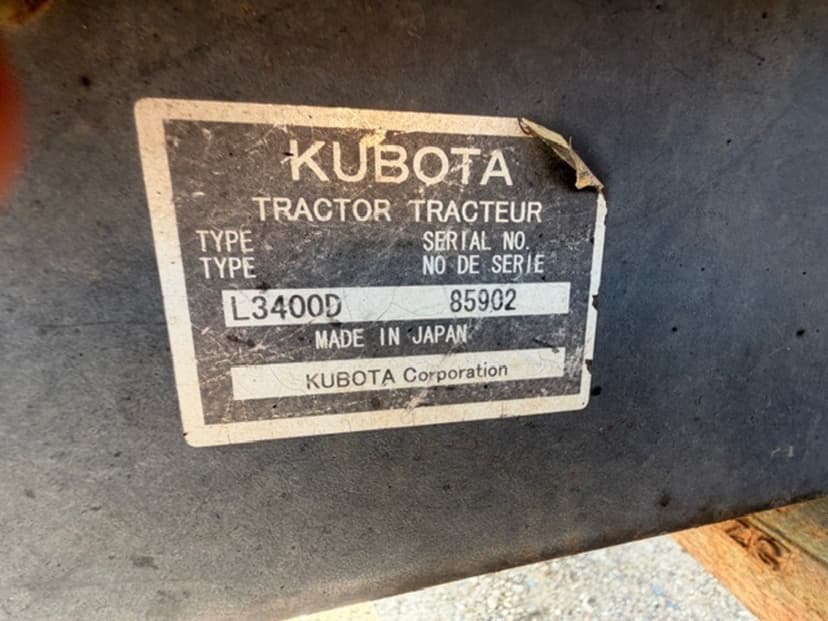 KUBOTA
TRACTOR TRACTEUR
TYPE SERIAL NO.
TYPE NO DE SERIE
L3400D 85902
MADE IN JAPAN
KUBOTA Corporation